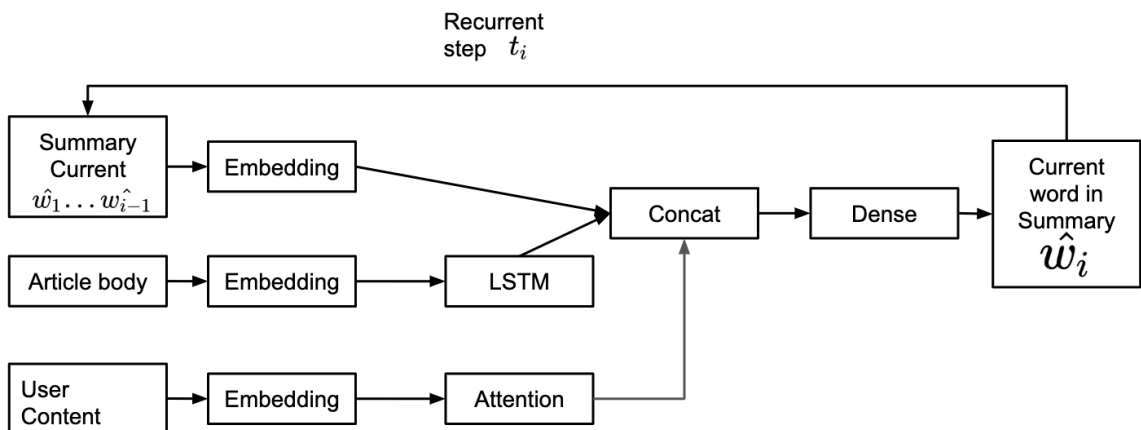 Recurrent
step t_i
Summary
Current
ŵ_1 ... ŵ_{i-1}
Embedding
Concat
Dense
Current
word in
Summary
ŵ_i
Article body
Embedding
LSTM
User
Content
Embedding
Attention